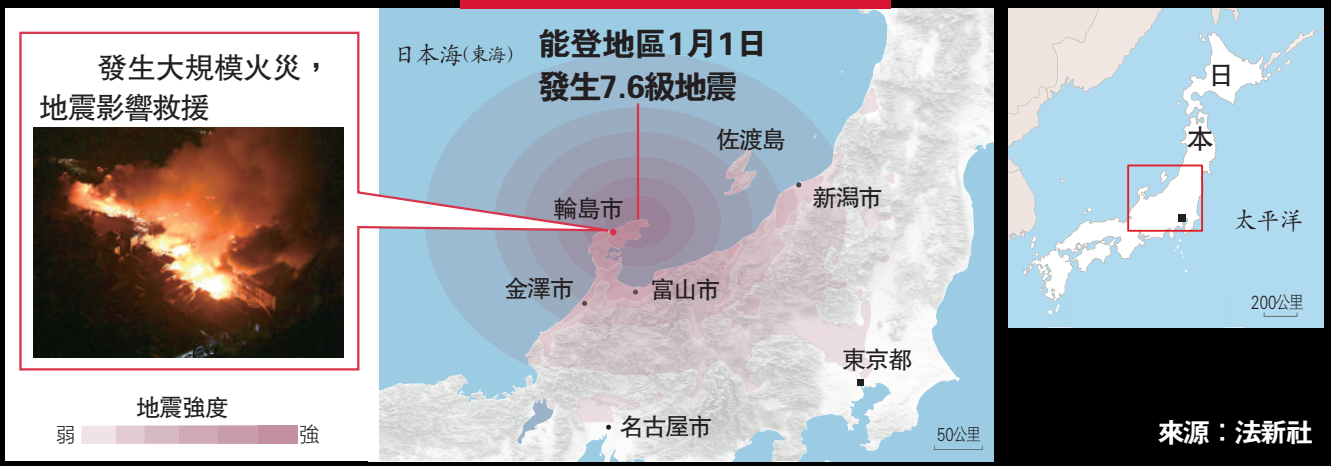 發生大規模火災，
地震影響救援
地震強度
弱
強
日本海(東海)
能登地區1月1日
發生7.6級地震
佐渡島
新潟市
輪島市
金澤市
富山市
東京都
名古屋市
50公里
日
本
太平洋
200公里
來源：法新社